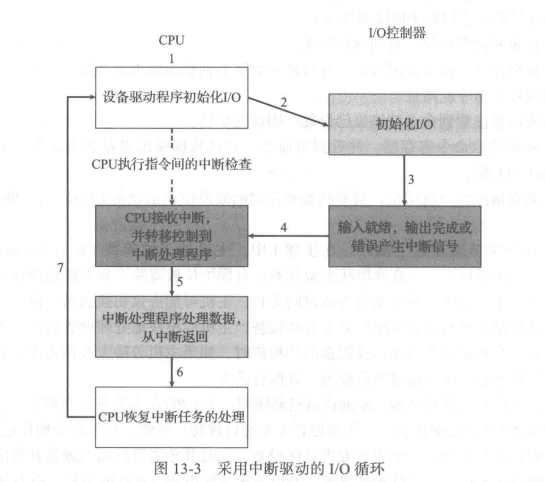 CPU
I/O控制器
1
设备驱动程序初始化I/O
2
初始化I/O
CPU执行指令间的中断检查
3
CPU接收中断,
并转移控制到
中断处理程序
4
输入就绪,输出完成或
错误产生中断信号
7
5
中断处理程序处理数据,
从中断返回
6
CPU恢复中断任务的处理
图 13-3 采用中断驱动的 I/O 循环